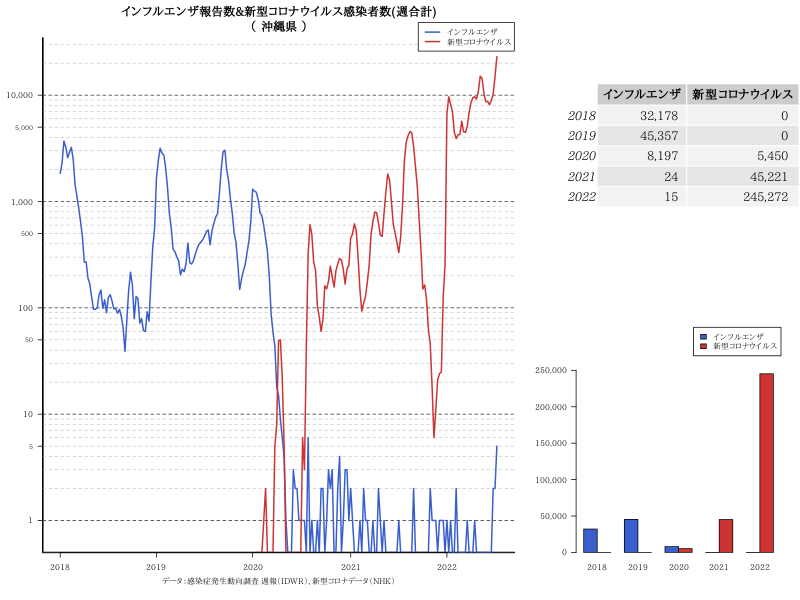 インフルエンザ報告数&新型コロナウイルス感染者数(週合計)
( 沖縄県 )
インフルエンザ
新型コロナウイルス
10,000
5,000
1,000
500
100
50
10
5
1
2018 2019 2020 2021 2022
データ：感染症発生動向調査 週報(IDWR)、新型コロナデータ(NHK)
インフルエンザ 新型コロナウイルス
2018 32,178 0
2019 45,357 0
2020 8,197 5,450
2021 24 45,221
2022 15 245,272
インフルエンザ
新型コロナウイルス
250,000
200,000
150,000
100,000
50,000
0
2018 2019 2020 2021 2022